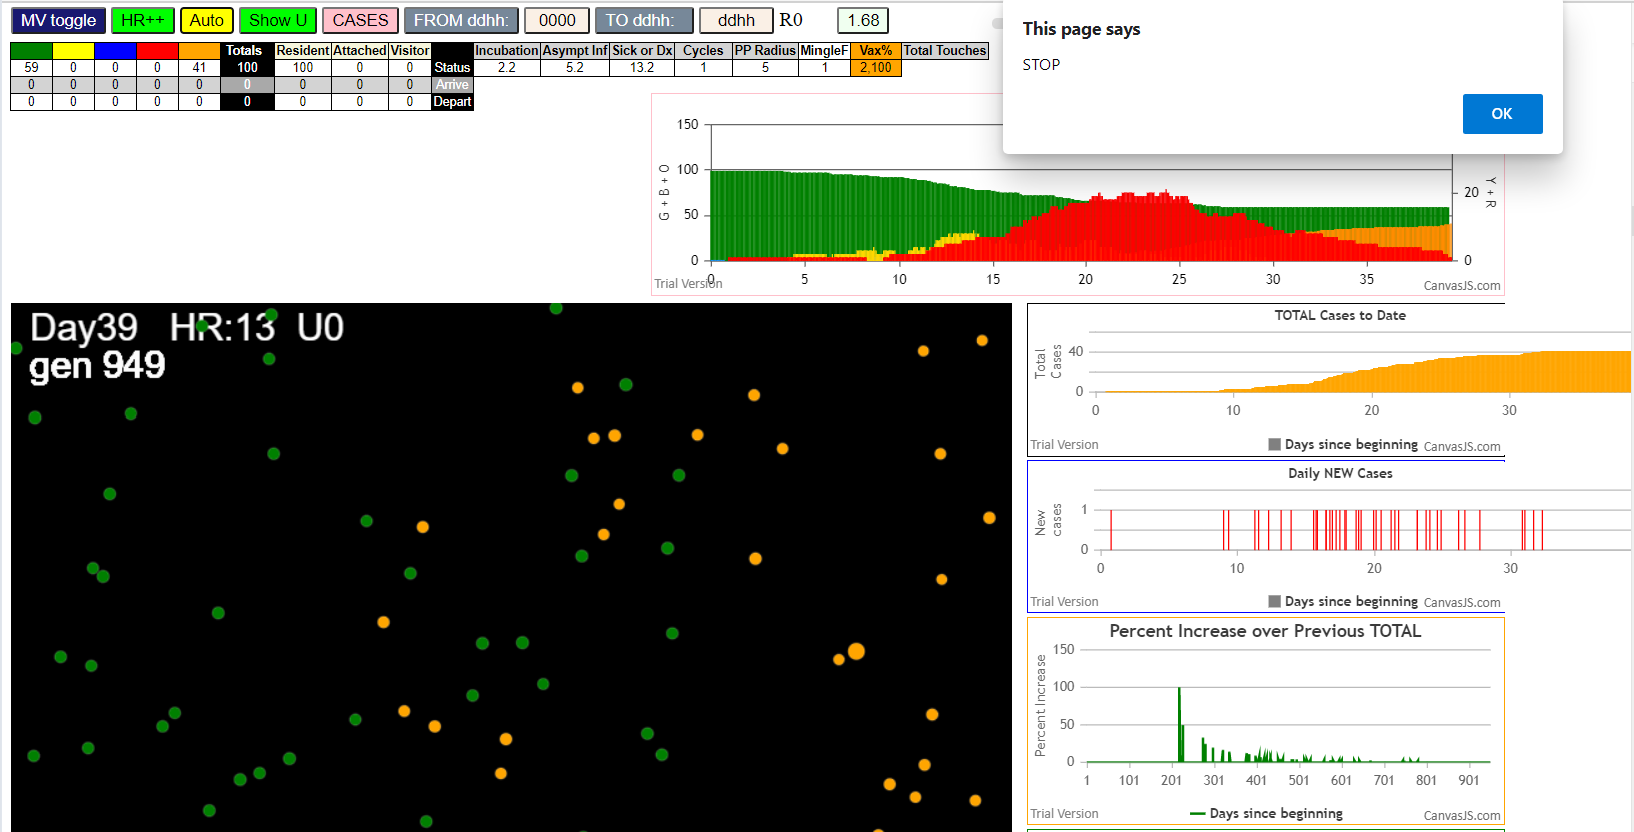 MV toggle HR++ Auto Show U CASES FROM ddhh: 0000 TO ddhh: ddhh R0 1.68
This page says
STOP
OK
Totals Resident Attached Visitor Incubation Asympt Inf Sick or Dx Cycles PP Radius MingleF Vax% Total Touches
59 0 0 0 41 100 100 0 0 Status 2.2 5.2 13.2 1 5 1 2,100
0 0 0 0 0 0 0 0 0 Arrive
0 0 0 0 0 0 0 0 0 Depart
150
100
50
0
G + B + O
20
0
Y + R
0 5 10 15 20 25 30 35
Trial Version CanvasJS.com
Day39 HR:13 U0
gen 949
TOTAL Cases to Date
Total
Cases
40
0
0 10 20 30
Days since beginning
Trial Version CanvasJS.com
Daily NEW Cases
New
cases
1
0
0 10 20 30
Days since beginning
Trial Version CanvasJS.com
Percent Increase over Previous TOTAL
Percent Increase
150
100
50
0
1 101 201 301 401 501 601 701 801 901
Days since beginning
Trial Version CanvasJS.com